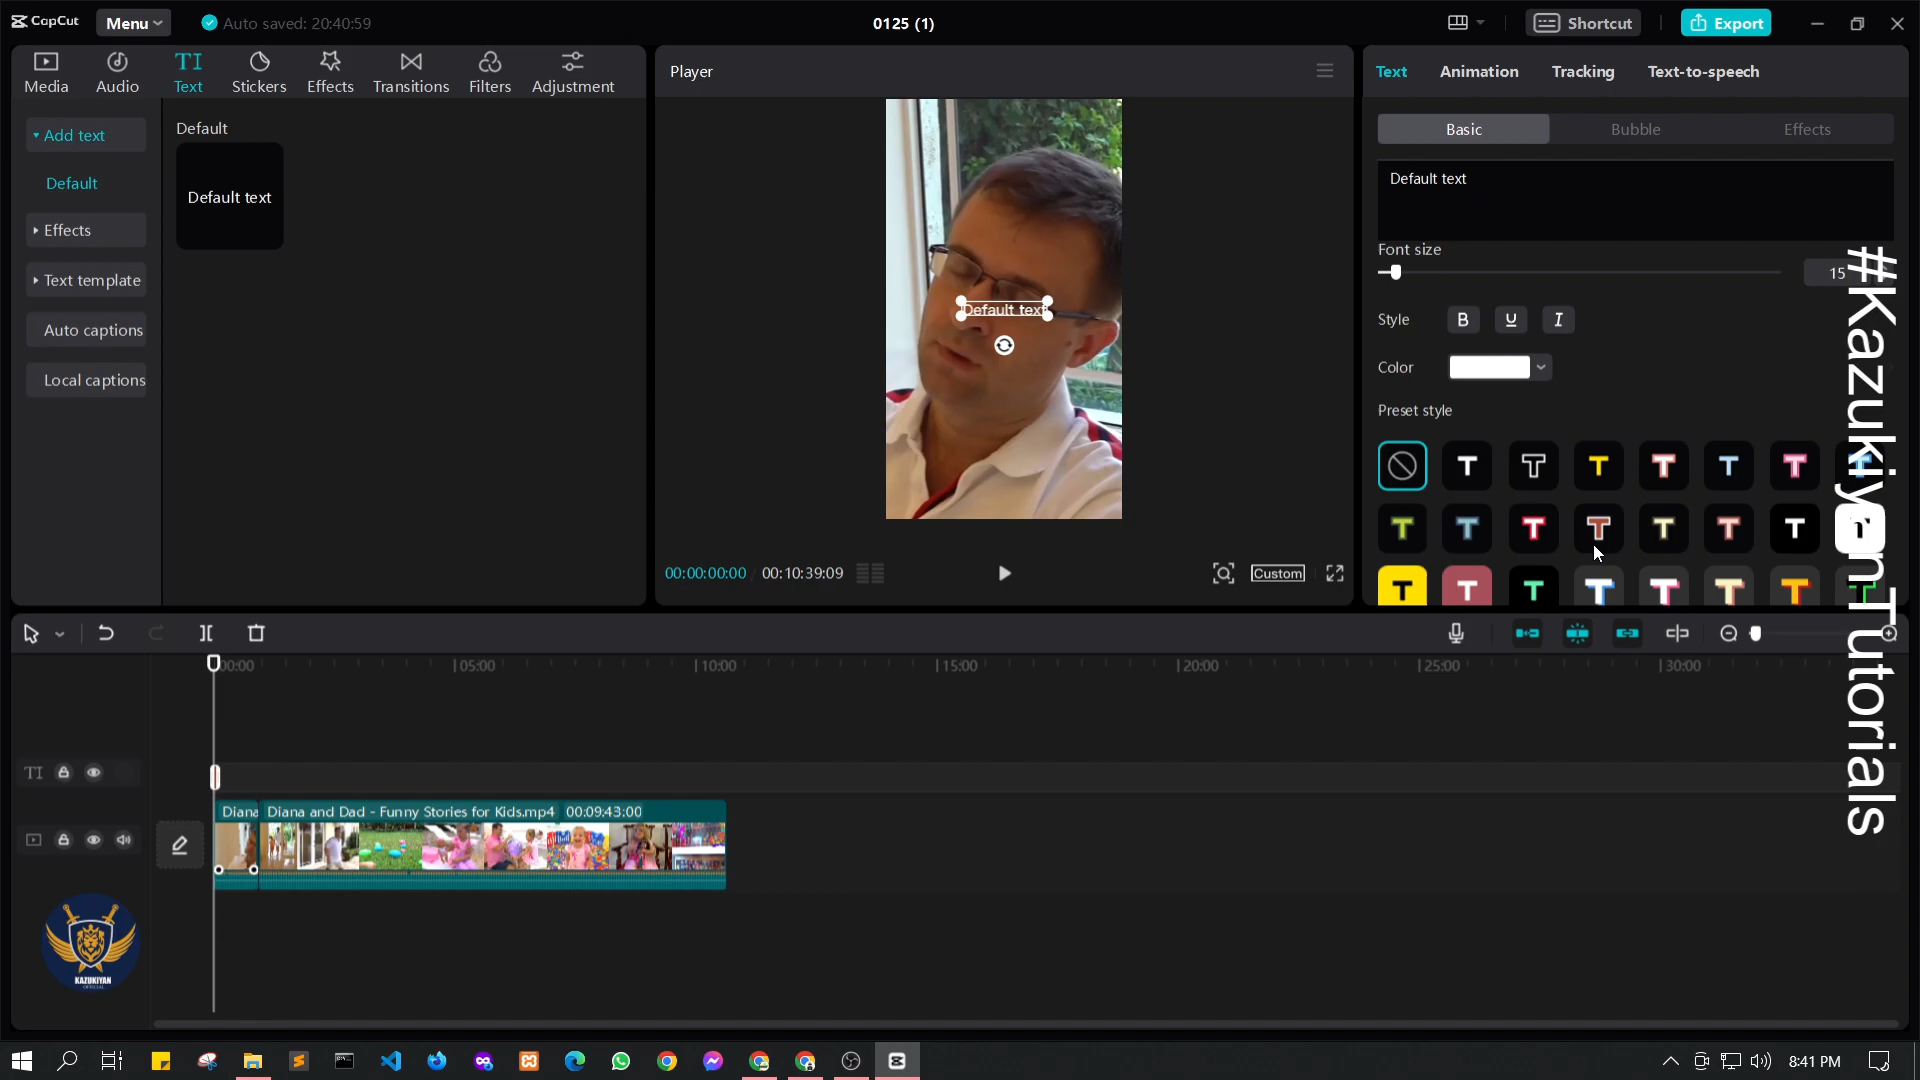 CapCut
Menu
Auto saved: 20:40:59
0125 (1)
Shortcut
Export
Media
Audio
TI
Text
Stickers
Effects
Transitions
Filters
Adjustment
Add text
Default
Effects
Text template
Auto captions
Local captions
Default
Default text
Player
Default text
00:00:00:00
00:10:39:09
Custom
Text
Animation
Tracking
Text-to-speech
Basic
Bubble
Effects
Default text
Font size
15
Style
B
U
I
Color
Preset style
T T T T T T T
T T T T T T T T
T T T T T T T T
#KazukiyanTutorials
00:00
05:00
10:00
15:00
20:00
25:00
30:00
TI
Diana
Diana and Dad - Funny Stories for Kids.mp4
00:09:43:00
KAZUKIYAN
OFFICIAL
8:41 PM